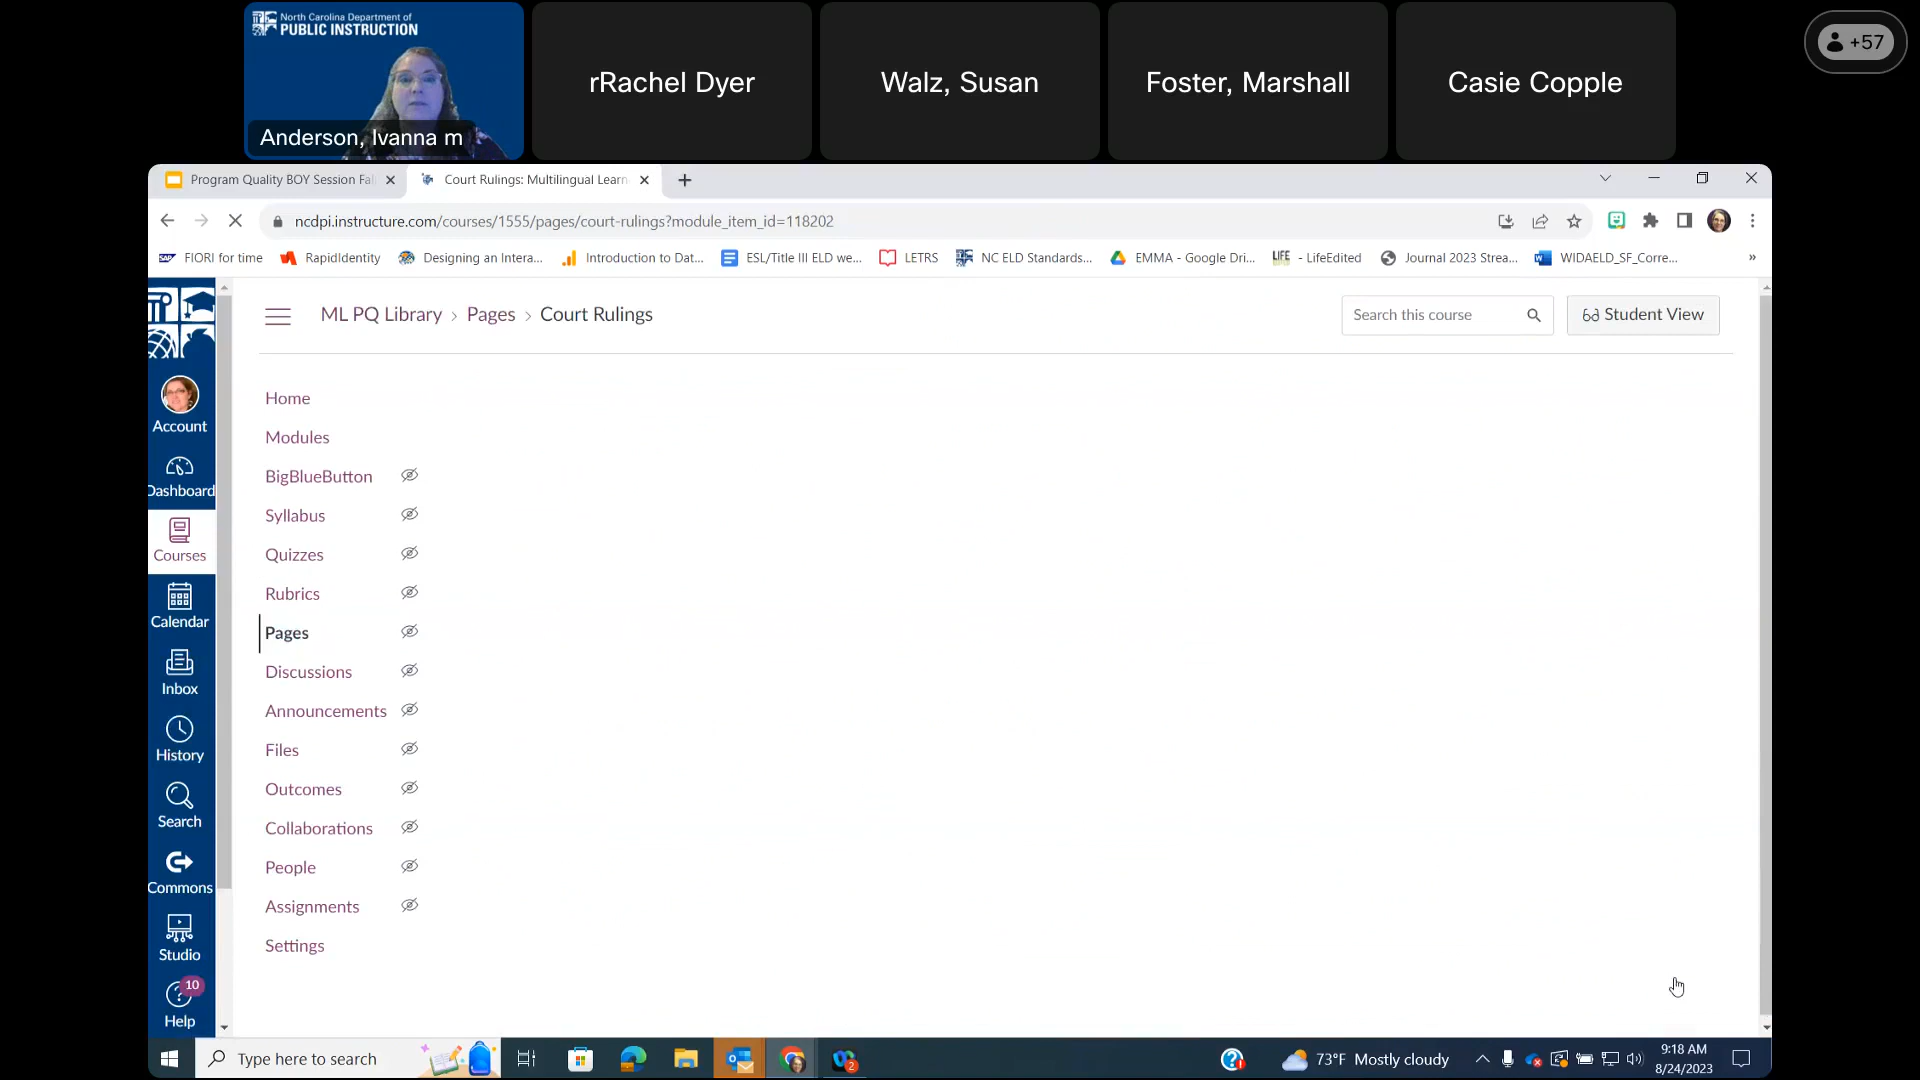 North Carolina Department of
PUBLIC INSTRUCTION
Anderson, Ivanna m
rRachel Dyer
Walz, Susan
Foster, Marshall
Casie Copple
+57
Program Quality BOY Session Fal
Court Rulings: Multilingual Learn
ncdpi.instructure.com/courses/1555/pages/court-rulings?module_item_id=118202
FIORI for time
RapidIdentity
Designing an Intera...
Introduction to Dat...
ESL/Title III ELD we...
LETRS
NC ELD Standards...
EMMA - Google Dri...
LIFE - LifeEdited
Journal 2023 Strea...
WIDAELD_SF_Corre...
»
ML PQ Library › Pages › Court Rulings
Search this course
Student View
Account
Dashboard
Courses
Calendar
Inbox
History
Search
Commons
Studio
10
Help
Home
Modules
BigBlueButton
Syllabus
Quizzes
Rubrics
Pages
Discussions
Announcements
Files
Outcomes
Collaborations
People
Assignments
Settings
Type here to search
2
73°F Mostly cloudy
9:18 AM
8/24/2023